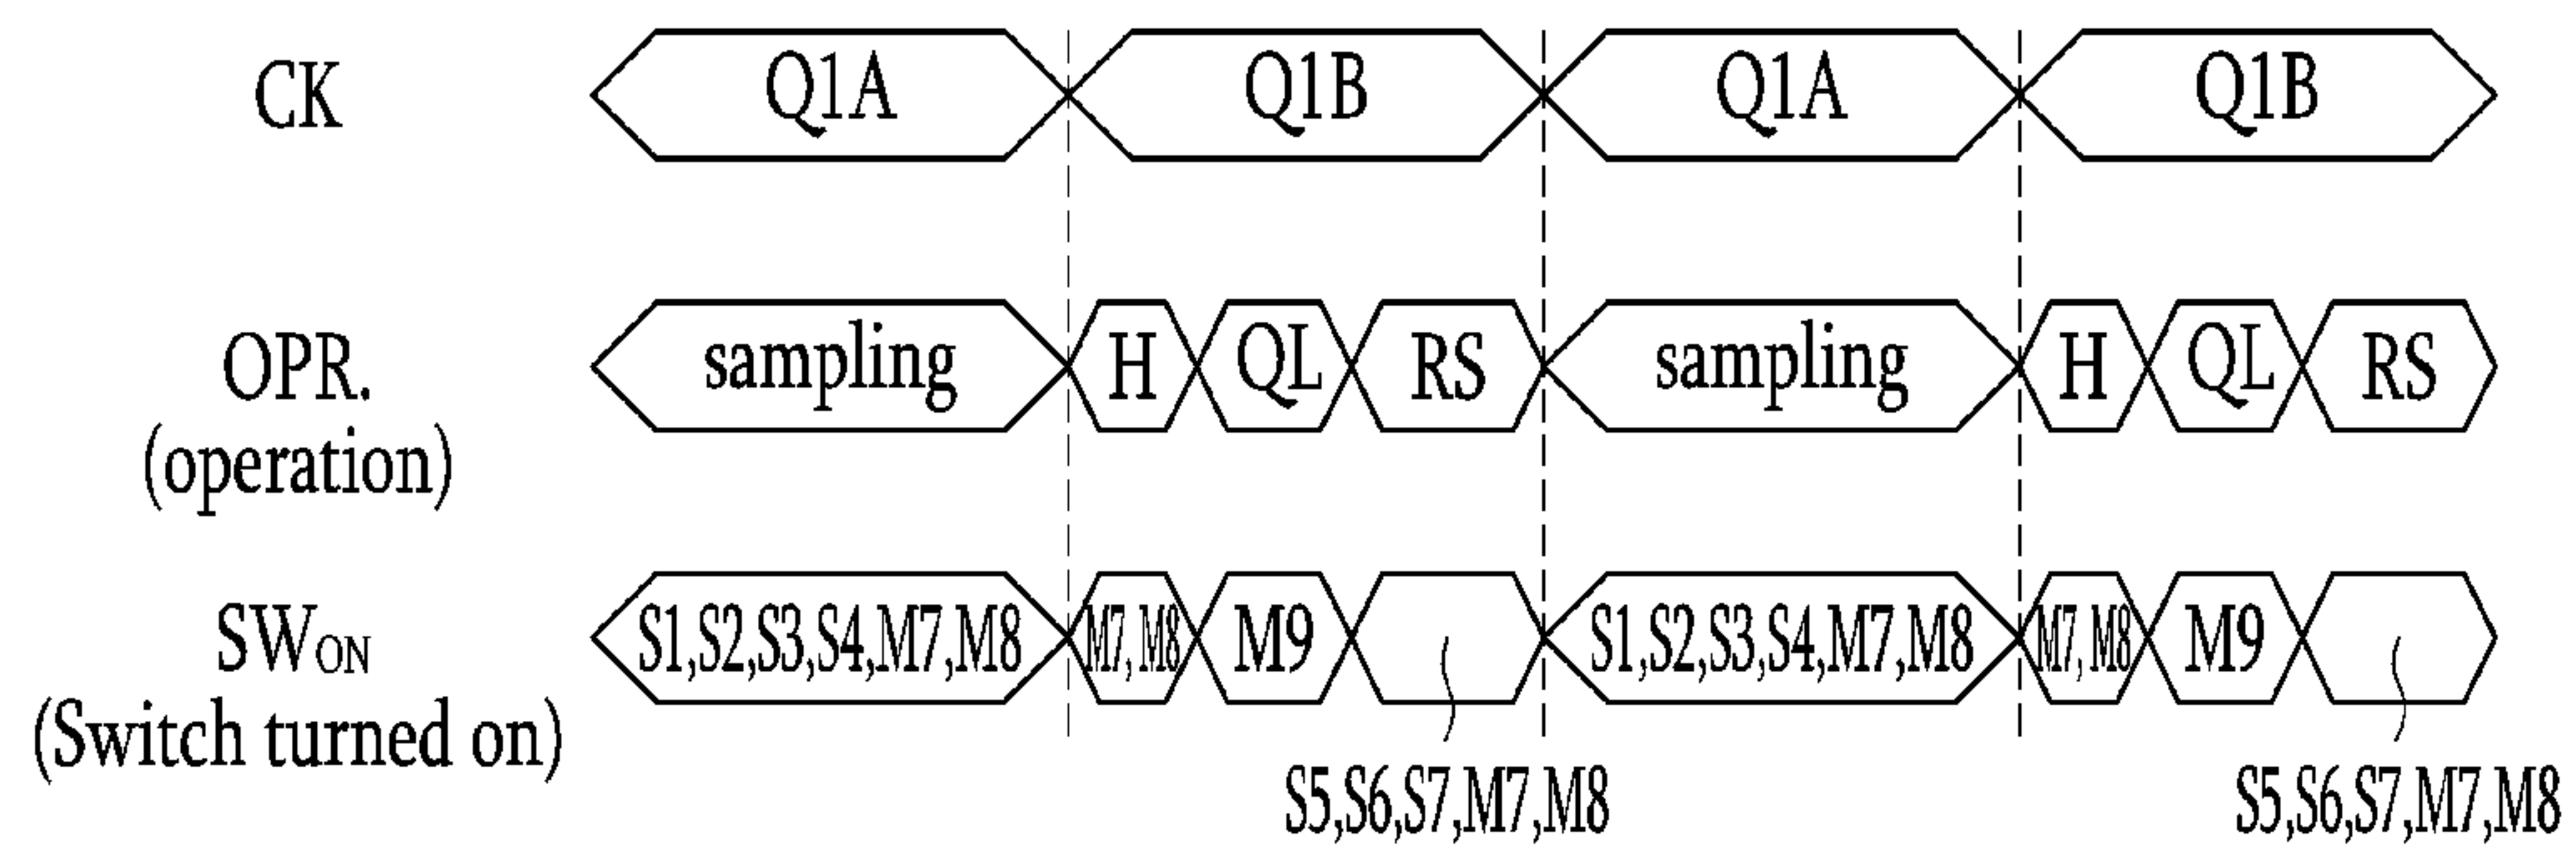 CK Q1A Q1B Q1A Q1B
OPR. sampling H QL RS sampling H QL RS
(operation)
SWON S1,S2,S3,S4,M7,M8 M7, M8 M9 S1,S2,S3,S4,M7,M8 M7, M8 M9
(Switch turned on)
S5,S6,S7,M7,M8 S5,S6,S7,M7,M8